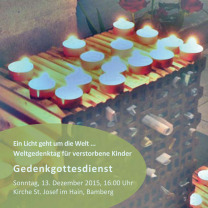 Ein Licht geht um die Welt ...
Weltgedenktag für verstorbene Kinder
Gedenkgottesdienst
Sonntag, 13. Dezember 2015, 16.00 Uhr
Kirche St. Josef im Hain, Bamberg